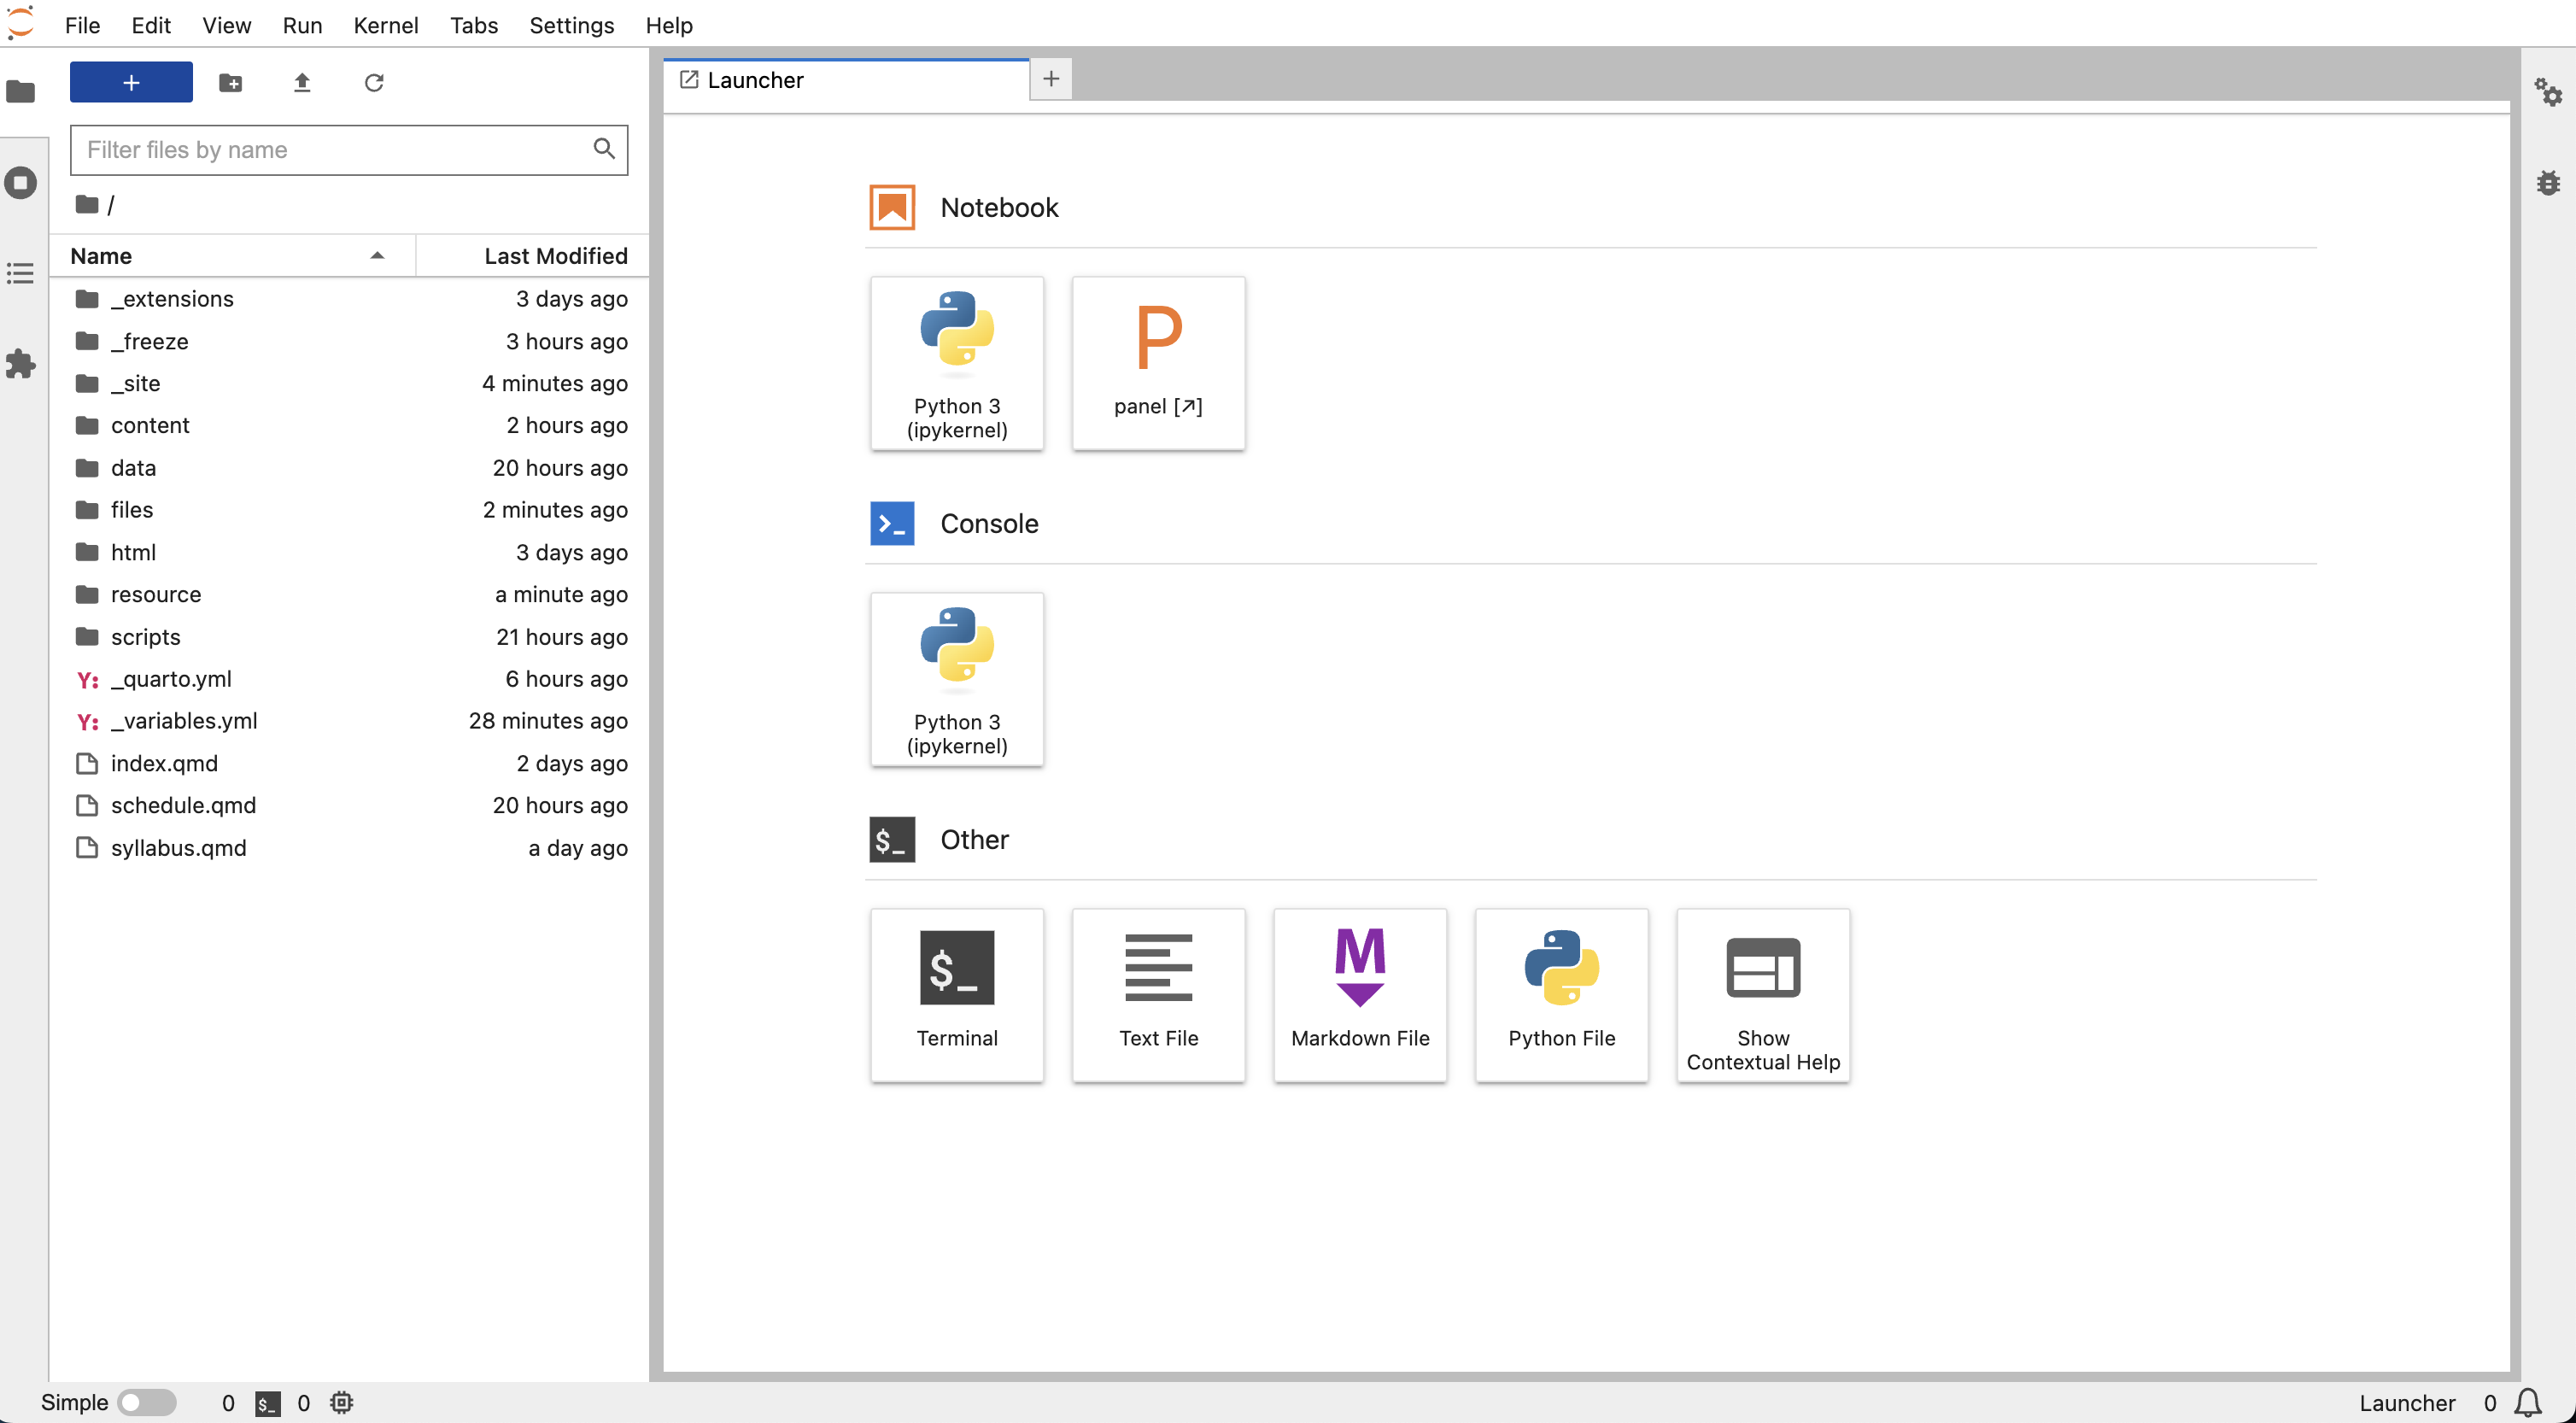 File Edit View Run Kernel Tabs Settings Help
+
Filter files by name
/
Name Last Modified
_extensions 3 days ago
_freeze 3 hours ago
_site 4 minutes ago
content 2 hours ago
data 20 hours ago
files 2 minutes ago
html 3 days ago
resource a minute ago
scripts 21 hours ago
Y: _quarto.yml 6 hours ago
Y: _variables.yml 28 minutes ago
index.qmd 2 days ago
schedule.qmd 20 hours ago
syllabus.qmd a day ago
Launcher +
Notebook
Python 3
(ipykernel)
P
panel [↗]
>_ Console
Python 3
(ipykernel)
$_ Other
$_
Terminal
Text File
M
Markdown File
Python File
Show
Contextual Help
Simple 0 $_ 0
Launcher 0